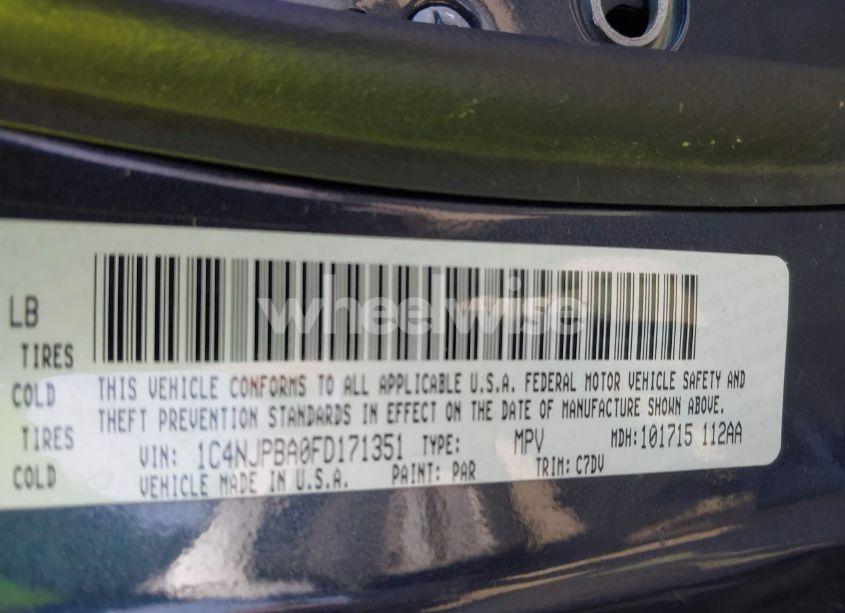 wheelwise
LB
TIRES
COLD
TIRES
COLD
THIS VEHICLE CONFORMS TO ALL APPLICABLE U.S.A. FEDERAL MOTOR VEHICLE SAFETY AND
THEFT PREVENTION STANDARDS IN EFFECT ON THE DATE OF MANUFACTURE SHOWN ABOVE.
VIN: 1C4NJPBA0FD171351 TYPE: MPV MDH:101715 112AA
VEHICLE MADE IN U.S.A. PAINT: PAR TRIM: C7DV